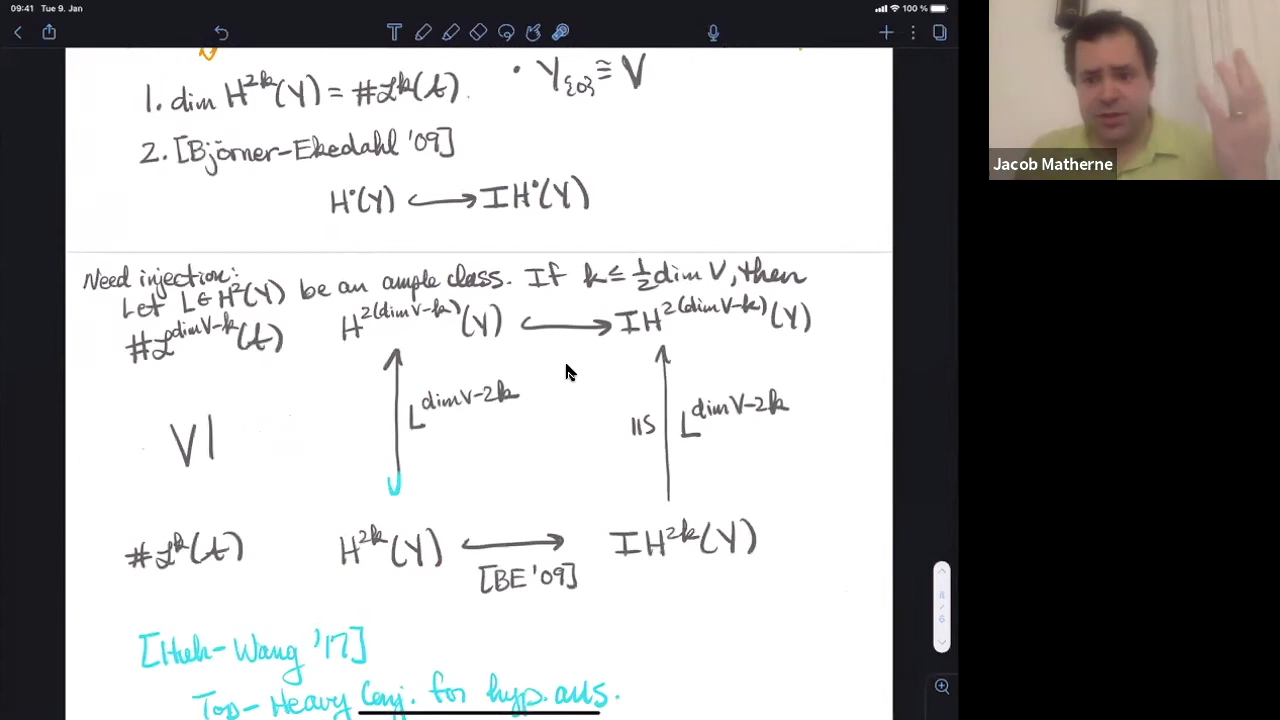 09:41 Tue 9. Jan
100 %
1. dim H^{2k}(Y) = #ℒ^k(A).
• Y_{{0}} ≅ V
2. [Björner-Ekedahl '09]
H^•(Y) ↪ IH^•(Y)
Need injection:
Let L ∈ H^2(Y) be an ample class. If k ≤ ½ dim V, then
#ℒ^{dim V-k}(A) H^{2(dim V-k)}(Y) ↪ IH^{2(dim V-k)}(Y)
V| L^{dim V-2k} ≅ L^{dim V-2k}
#ℒ^k(A) H^{2k}(Y) ↪ IH^{2k}(Y)
[BE '09]
[Huh-Wang '17]
Top-Heavy Conj. for hyp. arrs.
Jacob Matherne